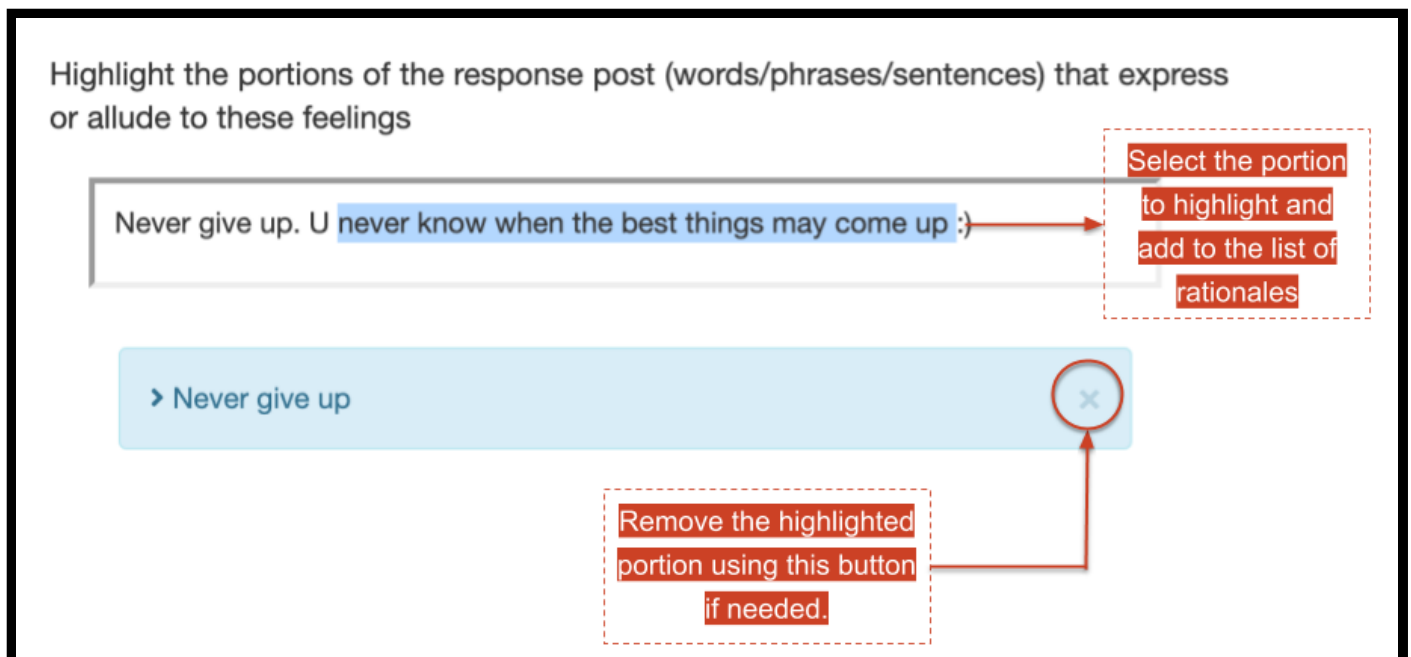 Highlight the portions of the response post (words/phrases/sentences) that express
or allude to these feelings
Select the portion
to highlight and
add to the list of
rationales
Never give up. U never know when the best things may come up :)
> Never give up ×
Remove the highlighted
portion using this button
if needed.